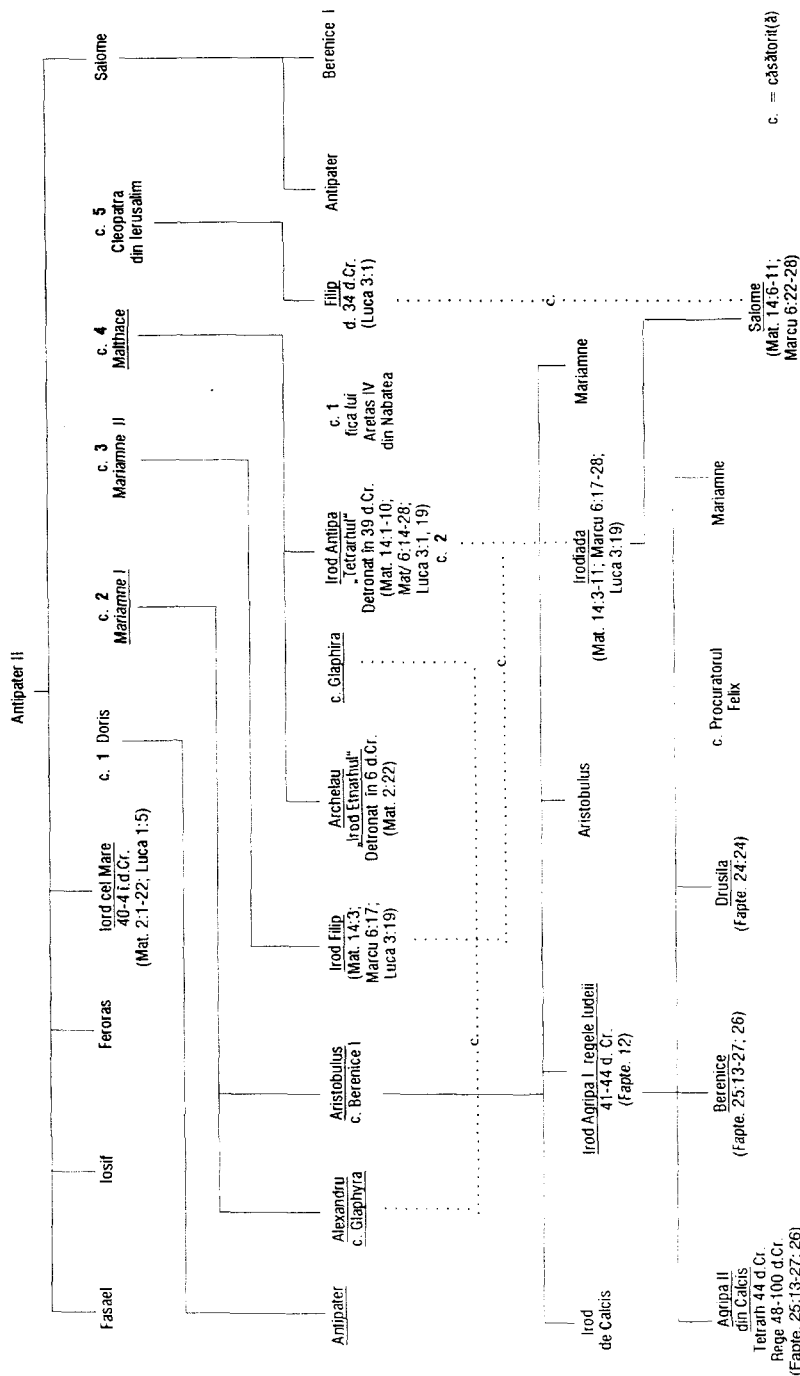 Antipater II
Fasael
Iosif
Feroras
Iord cel Mare
40-4 î.d.Cr.
(Mat. 2:1-22; Luca 1:5)
c. 1 Doris
c. 2
Mariamne I
c. 3
Mariamne II
c. 4
Malthace
c. 5
Cleopatra
din Ierusalim
Salome
Antipater
Alexandru
c. Glaphyra
Aristobulus
c. Berenice I
Irod Filip
(Mat. 14:3;
Marcu 6:17;
Luca 3:19)
Archelau
„Irod Etnarhul“
Detronat în 6 d.Cr.
(Mat. 2:22)
c. Glaphira
Irod Antipa
„Tetrarhul“
Detronat în 39 d.Cr.
(Mat. 14:1-10;
Mat/ 6:14-28;
Luca 3:1, 19)
c. 2
c. 1
fica lui
Aretas IV
din Nabatea
Filip
d. 34 d.Cr.
(Luca 3:1)
Antipater
Berenice I
c.
c.
c.
Irod
de Calcis
Irod Agripa I regele Iudeii
41-44 d. Cr.
(Fapte. 12)
Aristobulus
Irodiada
(Mat. 14:3-11; Marcu 6:17-28;
Luca 3:19)
Mariamne
Agripa II
din Calcis
Tetrarh 44 d.Cr.
Rege 48-100 d.Cr.
(Fapte. 25:13-27; 26)
Berenice
(Fapte. 25:13-27; 26)
Drusila
(Fapte. 24:24)
c. Procuratorul
Felix
Mariamne
Salome
(Mat. 14:6-11;
Marcu 6:22-28)
c. = căsătorit(ă)